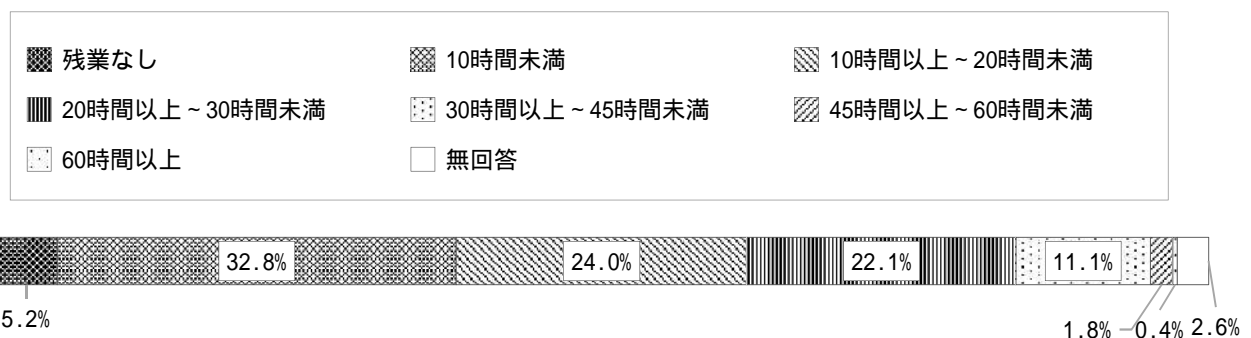 残業なし 10時間未満 10時間以上~20時間未満
20時間以上~30時間未満 30時間以上~45時間未満 45時間以上~60時間未満
60時間以上 無回答
32.8% 24.0% 22.1% 11.1%
5.2% 1.8% 0.4% 2.6%